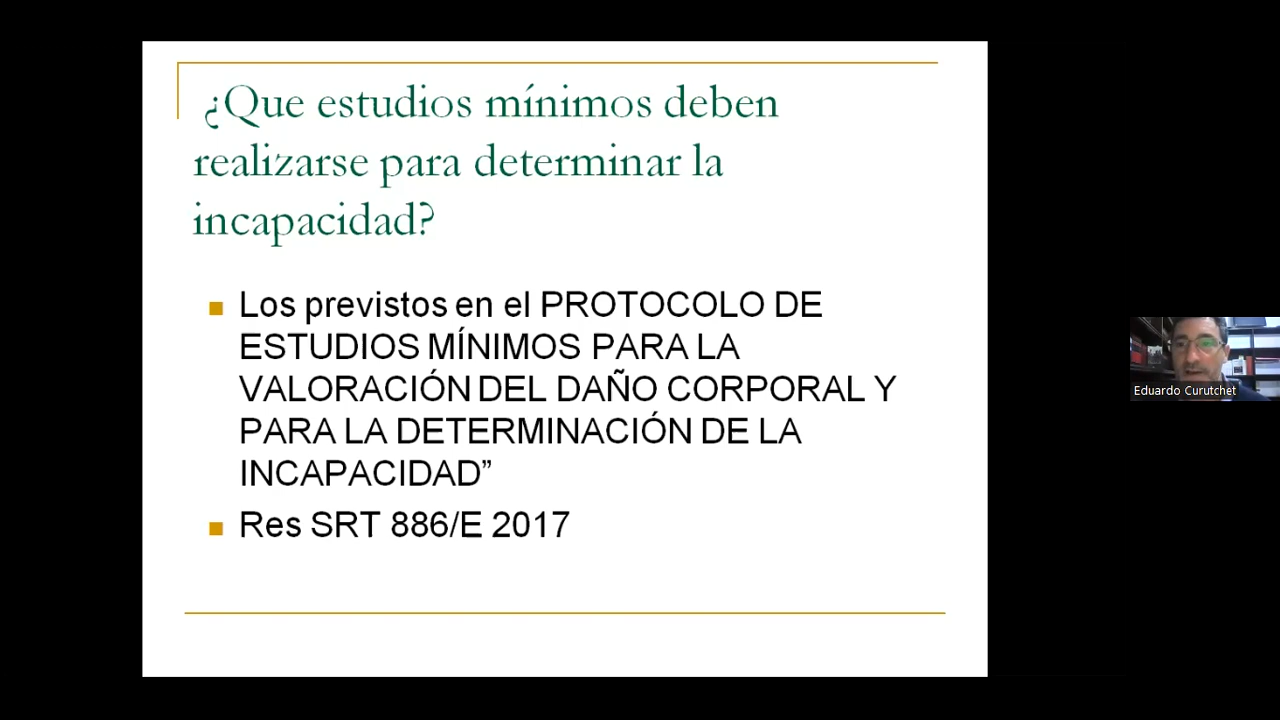 ¿Que estudios mínimos deben
realizarse para determinar la
incapacidad?
Los previstos en el PROTOCOLO DE
ESTUDIOS MÍNIMOS PARA LA
VALORACIÓN DEL DAÑO CORPORAL Y
PARA LA DETERMINACIÓN DE LA
INCAPACIDAD”
Res SRT 886/E 2017
Eduardo Curutchet